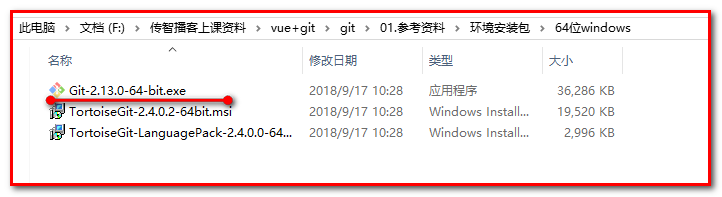 此电脑 > 文档 (F:) > 传智播客上课资料 > vue+git > git > 01.参考资料 > 环境安装包 > 64位windows
名称 修改日期 类型 大小
Git-2.13.0-64-bit.exe 2018/9/17 10:28 应用程序 36,286 KB
TortoiseGit-2.4.0.2-64bit.msi 2018/9/17 10:28 Windows Install... 19,520 KB
TortoiseGit-LanguagePack-2.4.0.0-64... 2018/9/17 10:28 Windows Install... 2,996 KB